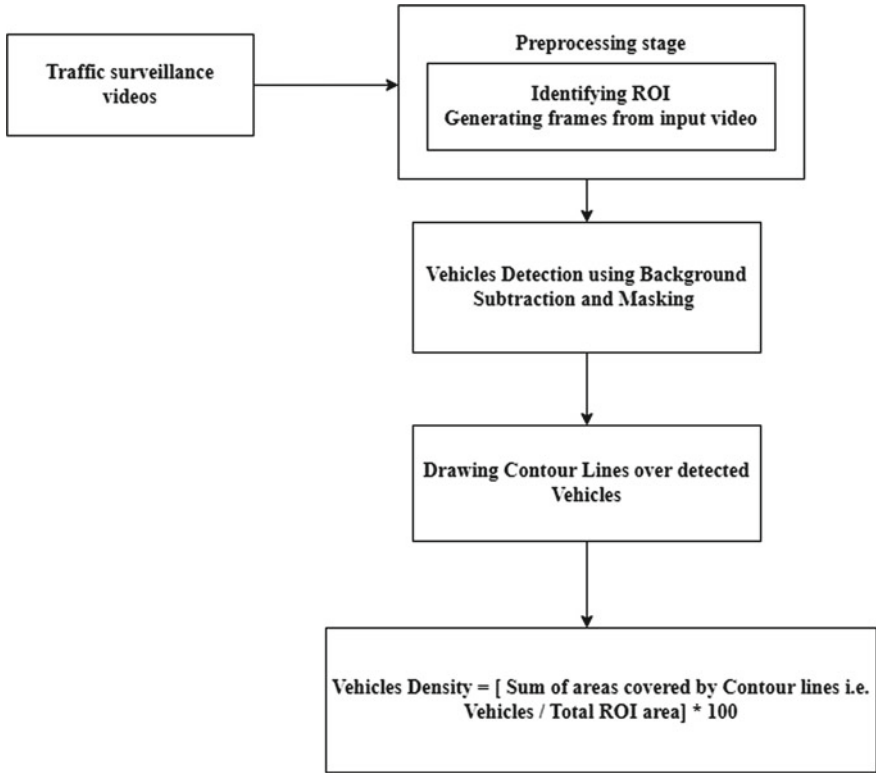 Traffic surveillance
videos
Preprocessing stage
Identifying ROI
Generating frames from input video
Vehicles Detection using Background
Subtraction and Masking
Drawing Contour Lines over detected
Vehicles
Vehicles Density = [ Sum of areas covered by Contour lines i.e.
Vehicles / Total ROI area] * 100